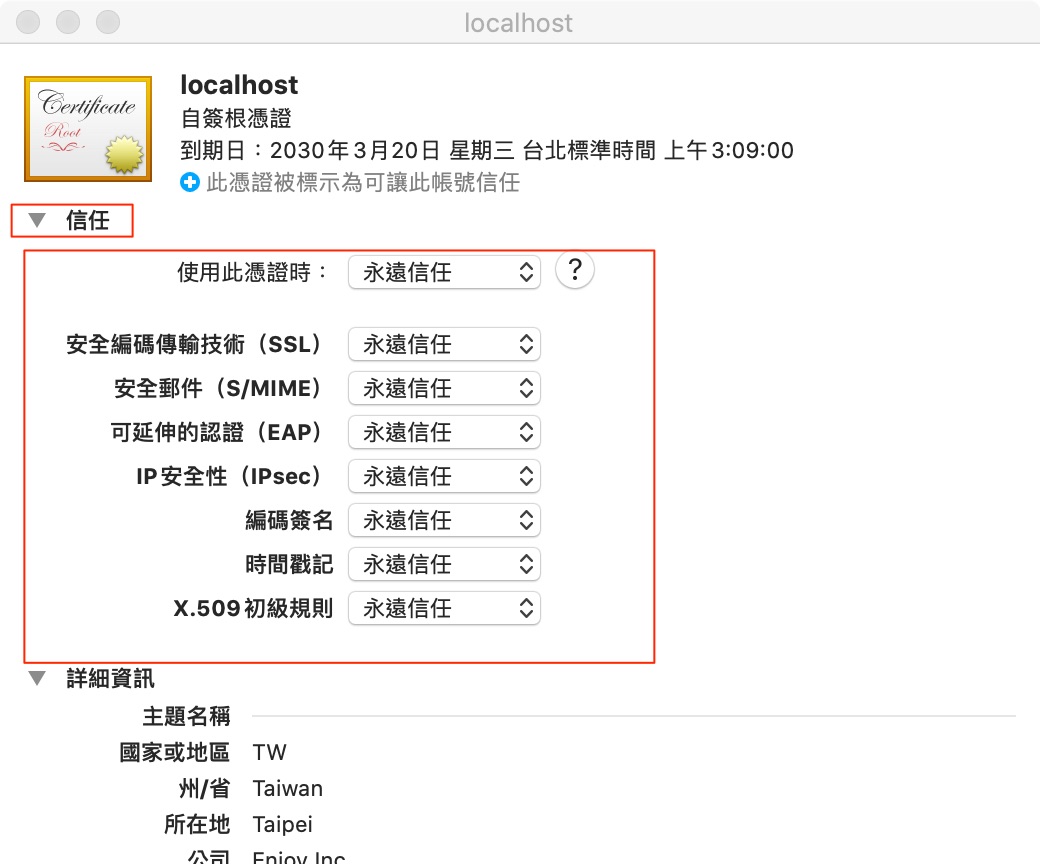 localhost
Certificate
Root
localhost
自簽根憑證
到期日：2030年3月20日 星期三 台北標準時間 上午3:09:00
此憑證被標示為可讓此帳號信任
信任
使用此憑證時： 永遠信任 ?
安全編碼傳輸技術（SSL） 永遠信任
安全郵件（S/MIME） 永遠信任
可延伸的認證（EAP） 永遠信任
IP安全性（IPsec） 永遠信任
編碼簽名 永遠信任
時間戳記 永遠信任
X.509初級規則 永遠信任
詳細資訊
主題名稱
國家或地區 TW
州/省 Taiwan
所在地 Taipei
公司 Enjoy Inc